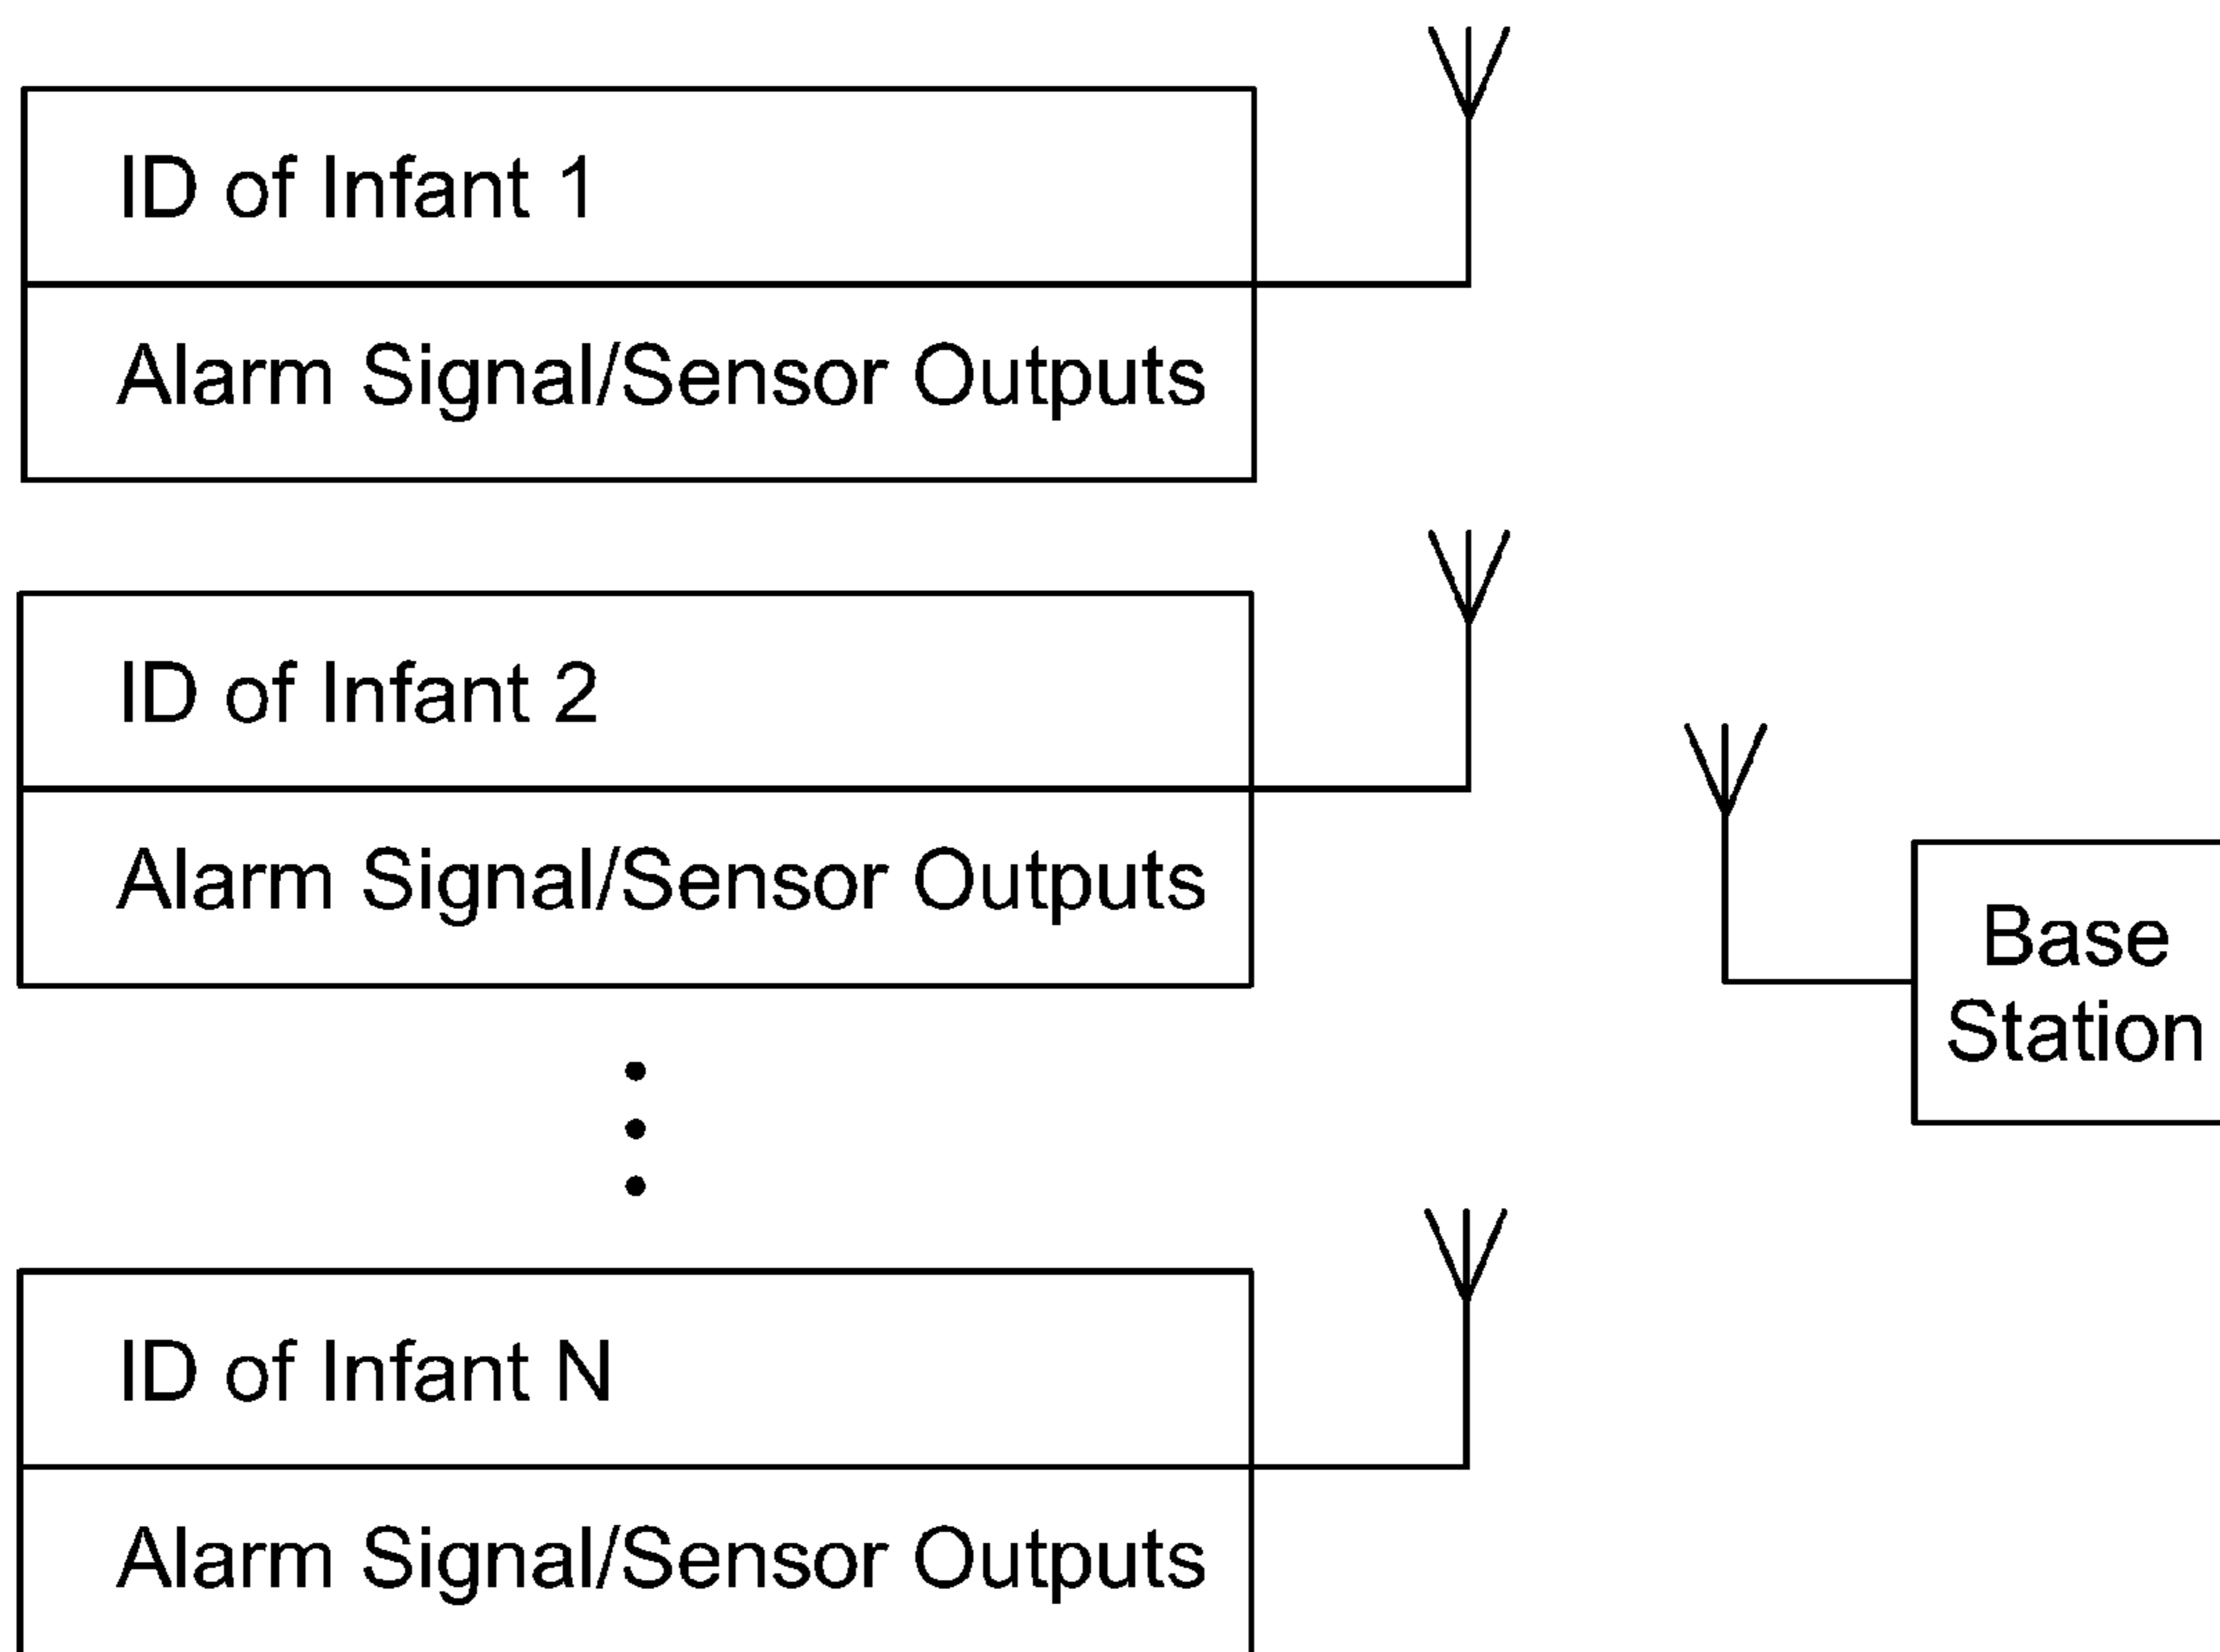 ID of Infant 1
Alarm Signal/Sensor Outputs
ID of Infant 2
Alarm Signal/Sensor Outputs
Base
Station
ID of Infant N
Alarm Signal/Sensor Outputs